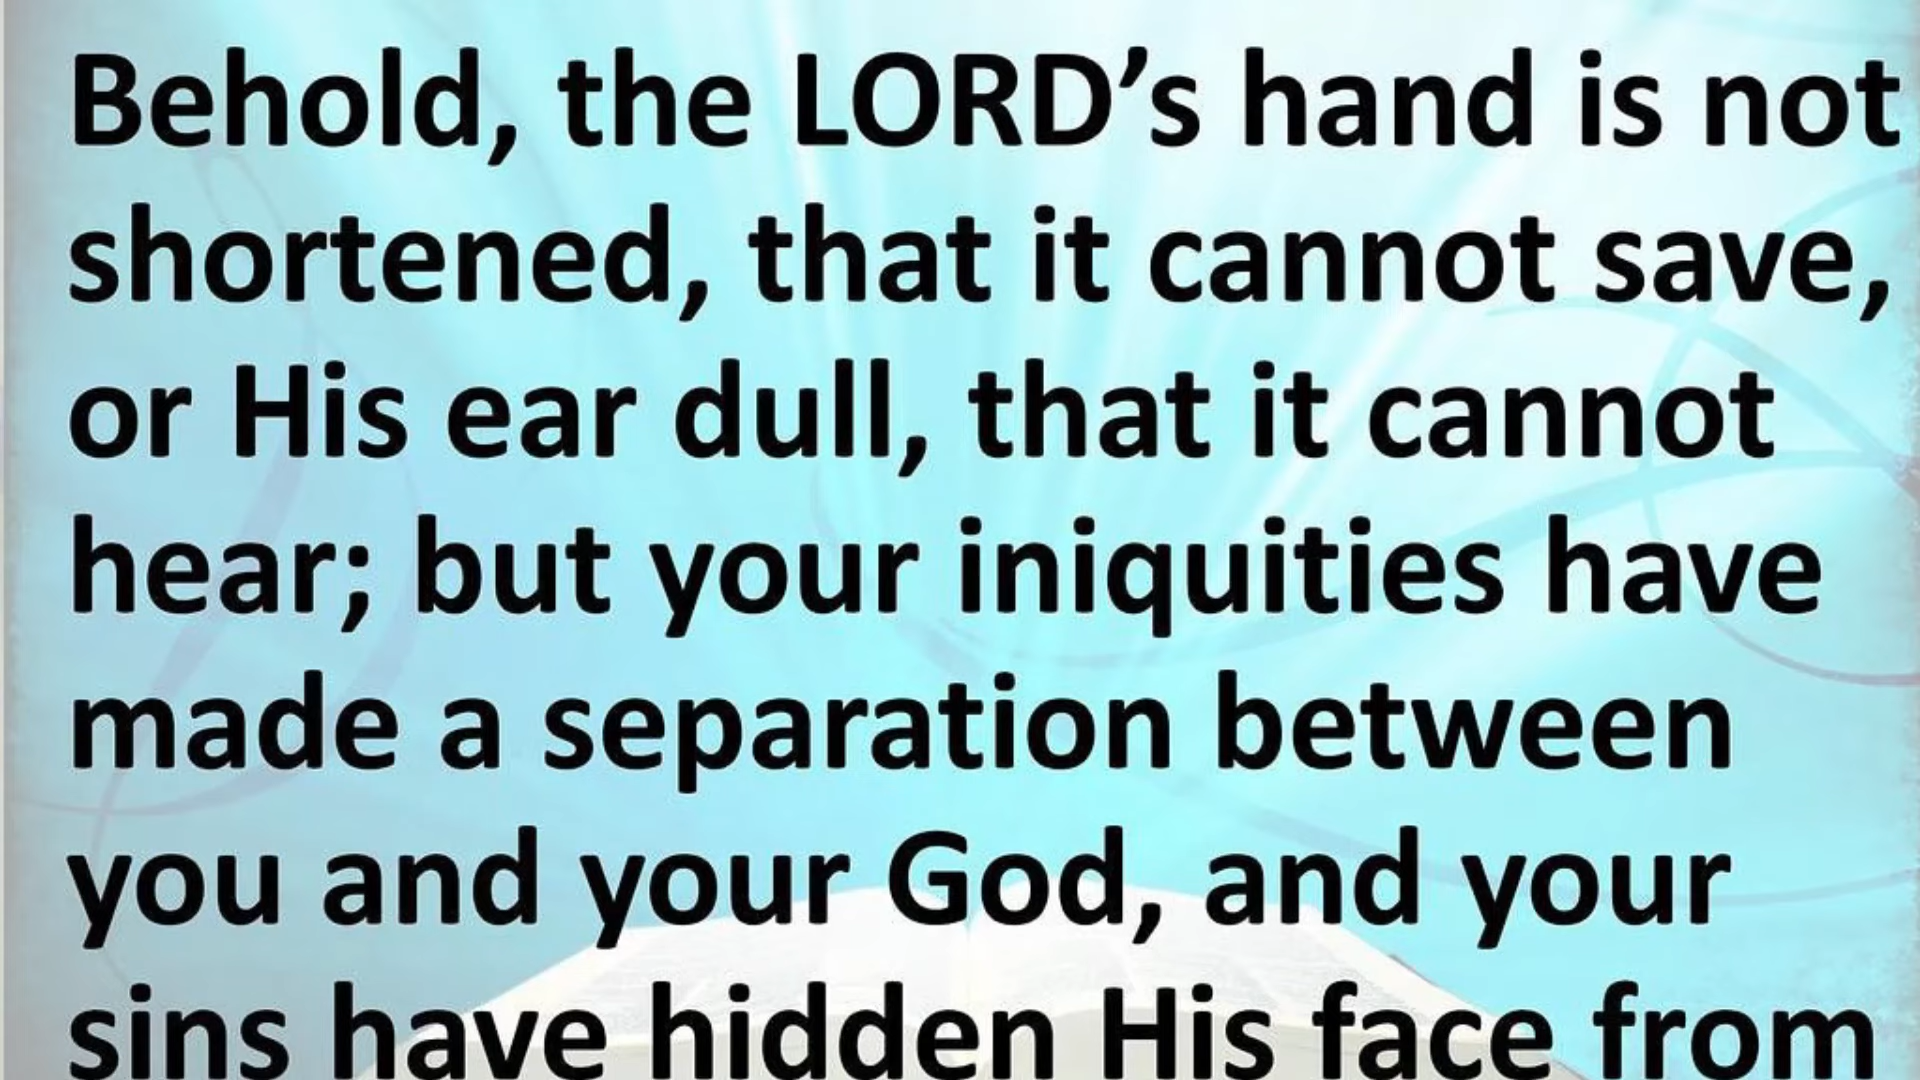 Behold, the LORD’s hand is not
shortened, that it cannot save,
or His ear dull, that it cannot
hear; but your iniquities have
made a separation between
you and your God, and your
sins have hidden His face from